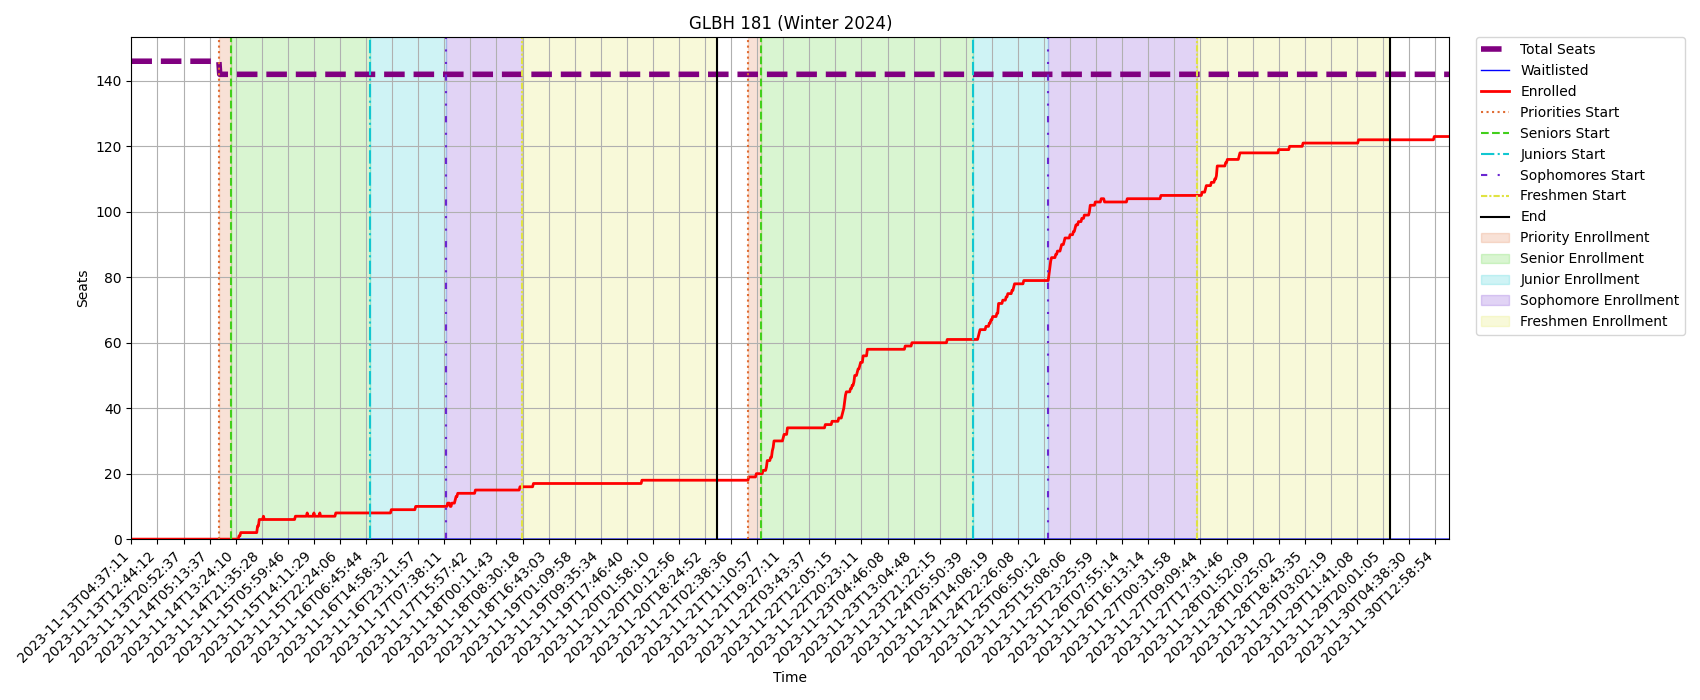 GLBH 181 (Winter 2024)
Seats
140
120
100
80
60
40
20
0
2023-11-13T04:37:11
2023-11-13T12:44:12
2023-11-13T20:52:37
2023-11-14T05:13:37
2023-11-14T13:24:10
2023-11-14T21:35:28
2023-11-15T05:59:46
2023-11-15T14:11:29
2023-11-15T22:24:06
2023-11-16T06:45:44
2023-11-16T14:58:32
2023-11-16T23:11:57
2023-11-17T07:38:11
2023-11-17T15:57:42
2023-11-18T00:11:43
2023-11-18T08:30:18
2023-11-18T16:43:03
2023-11-19T01:09:58
2023-11-19T09:35:34
2023-11-19T17:46:40
2023-11-20T01:58:10
2023-11-20T10:12:56
2023-11-20T18:24:52
2023-11-21T02:38:36
2023-11-21T11:10:57
2023-11-21T19:27:11
2023-11-22T03:43:37
2023-11-22T12:05:15
2023-11-22T20:23:11
2023-11-23T04:46:08
2023-11-23T13:04:48
2023-11-23T21:22:15
2023-11-24T05:50:39
2023-11-24T14:08:19
2023-11-24T22:26:08
2023-11-25T06:50:12
2023-11-25T15:08:06
2023-11-25T23:25:59
2023-11-26T07:55:14
2023-11-26T16:13:14
2023-11-27T00:31:58
2023-11-27T09:09:44
2023-11-27T17:31:46
2023-11-28T01:52:09
2023-11-28T10:25:02
2023-11-28T18:43:35
2023-11-29T03:02:19
2023-11-29T11:41:08
2023-11-29T20:01:05
2023-11-30T04:38:30
2023-11-30T12:58:54
Time
Total Seats
Waitlisted
Enrolled
Priorities Start
Seniors Start
Juniors Start
Sophomores Start
Freshmen Start
End
Priority Enrollment
Senior Enrollment
Junior Enrollment
Sophomore Enrollment
Freshmen Enrollment